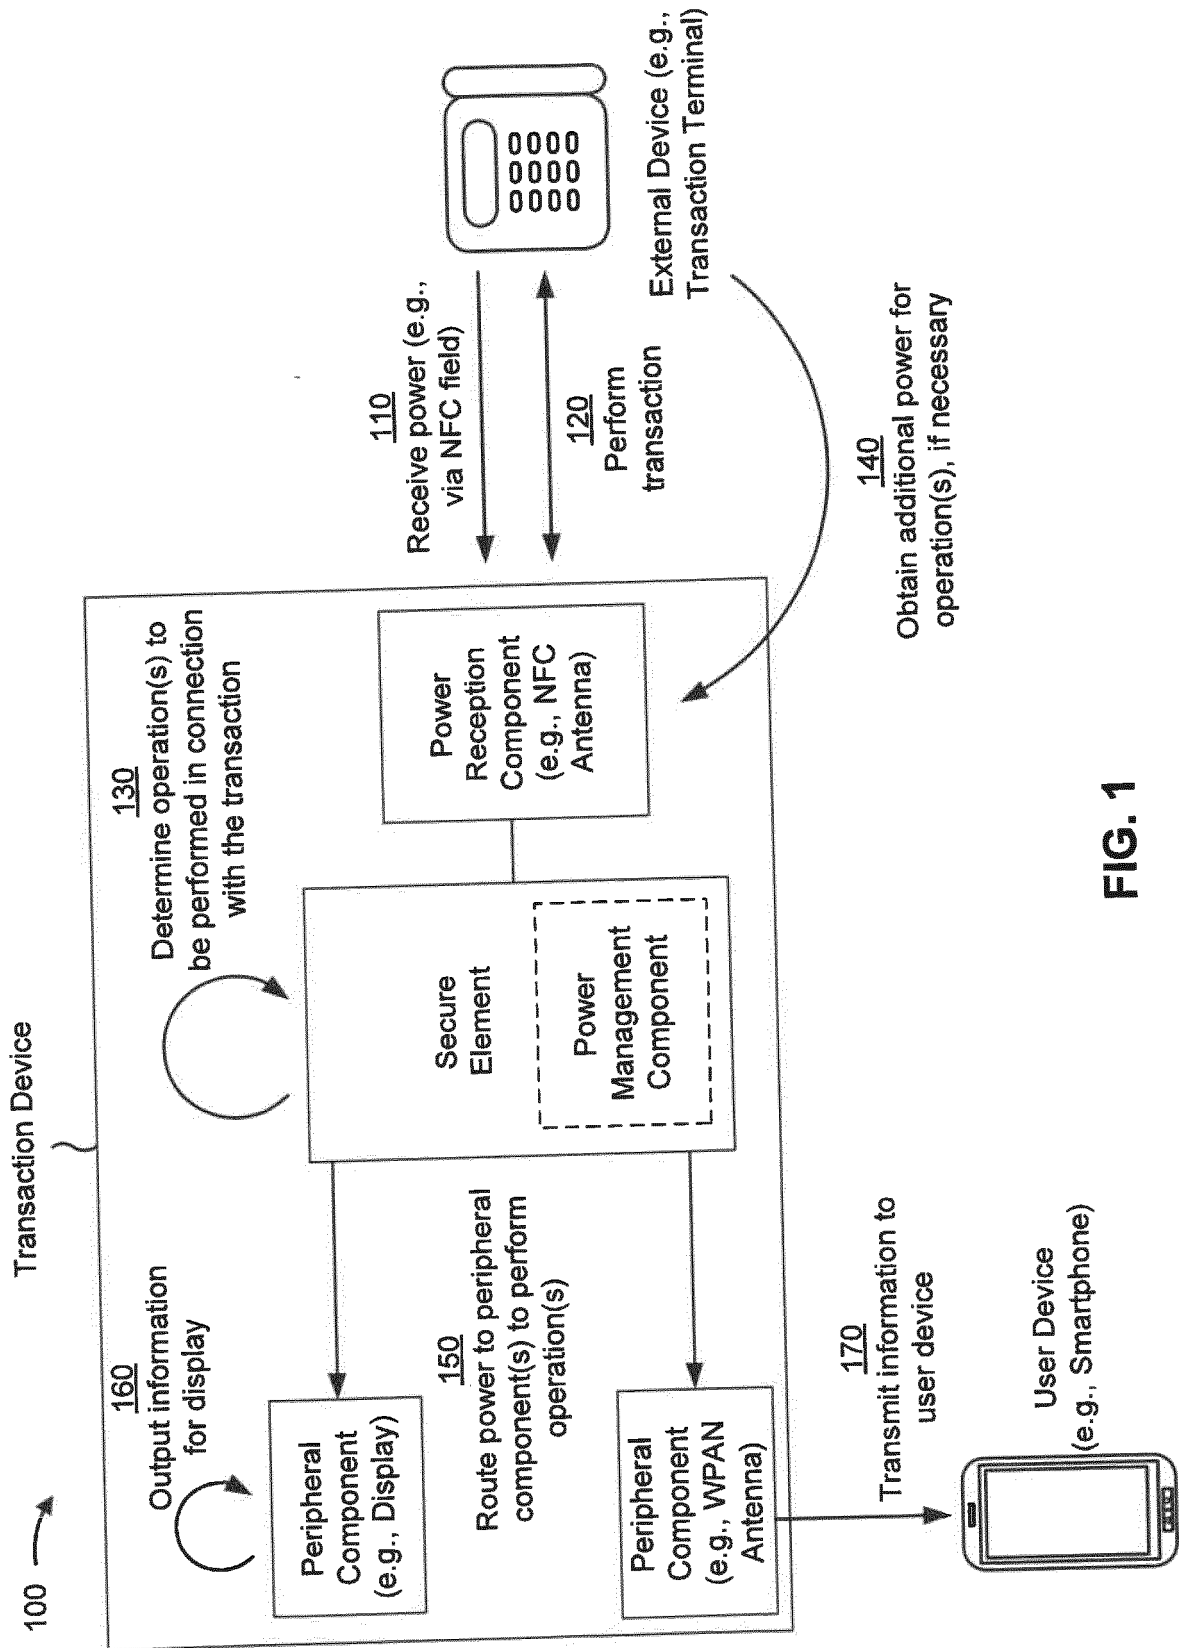 100
Transaction Device
160
Output information
for display
130
Determine operation(s) to
be performed in connection
with the transaction
Peripheral
Component
(e.g., Display)
150
Route power to peripheral
component(s) to perform
operation(s)
Secure
Element
Power
Management
Component
Power
Reception
Component
(e.g., NFC
Antenna)
110
Receive power (e.g.,
via NFC field)
120
Perform
transaction
External Device (e.g.,
Transaction Terminal)
Peripheral
Component
(e.g., WPAN
Antenna)
140
Obtain additional power for
operation(s), if necessary
170
Transmit information to
user device
User Device
(e.g., Smartphone)
FIG. 1